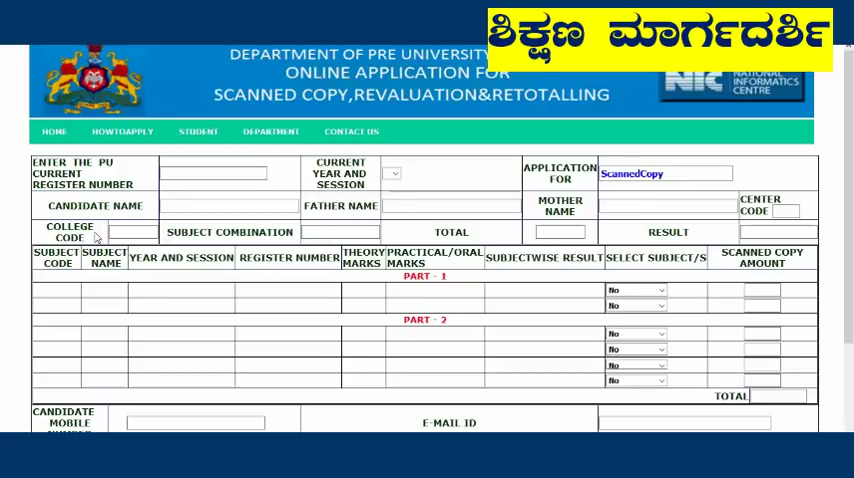 ಶಿಕ್ಷಣ ಮಾರ್ಗದರ್ಶಿ
DEPARTMENT OF PRE UNIVERSITY
ONLINE APPLICATION FOR
SCANNED COPY,REVALUATION&RETOTALLING
NIC NATIONAL
INFORMATICS
CENTRE
HOME HOWTOAPPLY STUDENT DEPARTMENT CONTACT US
ENTER THE PU
CURRENT
REGISTER NUMBER
CURRENT
YEAR AND
SESSION
APPLICATION
FOR
ScannedCopy
CANDIDATE NAME
FATHER NAME
MOTHER
NAME
CENTER
CODE
COLLEGE
CODE
SUBJECT COMBINATION
TOTAL
RESULT
SUBJECT
CODE
SUBJECT
NAME
YEAR AND SESSION
REGISTER NUMBER
THEORY
MARKS
PRACTICAL/ORAL
MARKS
SUBJECTWISE RESULT
SELECT SUBJECT/S
SCANNED COPY
AMOUNT
PART - 1
No
No
PART - 2
No
No
No
No
TOTAL
CANDIDATE
MOBILE
E-MAIL ID